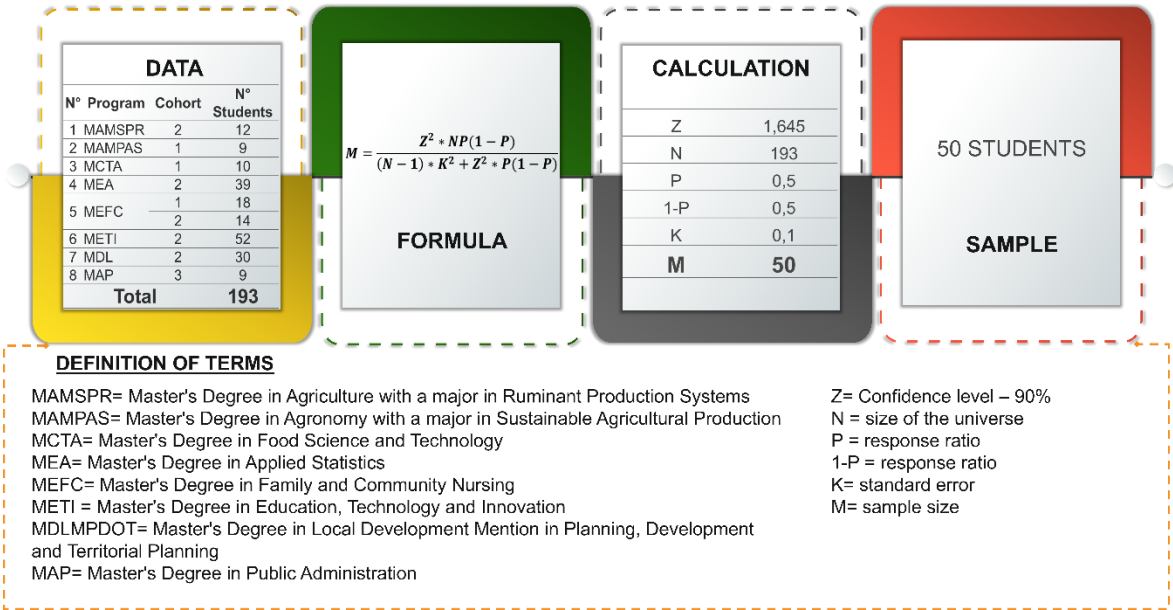 DATA
N° Program Cohort N° Students
1 MAMSPR 2 12
2 MAMPAS 1 9
3 MCTA 1 10
4 MEA 2 39
5 MEFC 1 18
2 14
6 METI 2 52
7 MDL 2 30
8 MAP 3 9
Total 193
M = Z² * NP(1 − P) / (N − 1) * K² + Z² * P(1 − P)
FORMULA
CALCULATION
Z 1,645
N 193
P 0,5
1-P 0,5
K 0,1
M 50
50 STUDENTS
SAMPLE
DEFINITION OF TERMS
MAMSPR= Master's Degree in Agriculture with a major in Ruminant Production Systems
MAMPAS= Master's Degree in Agronomy with a major in Sustainable Agricultural Production
MCTA= Master's Degree in Food Science and Technology
MEA= Master's Degree in Applied Statistics
MEFC= Master's Degree in Family and Community Nursing
METI = Master's Degree in Education, Technology and Innovation
MDLMPDOT= Master's Degree in Local Development Mention in Planning, Development
and Territorial Planning
MAP= Master's Degree in Public Administration
Z= Confidence level – 90%
N = size of the universe
P = response ratio
1-P = response ratio
K= standard error
M= sample size